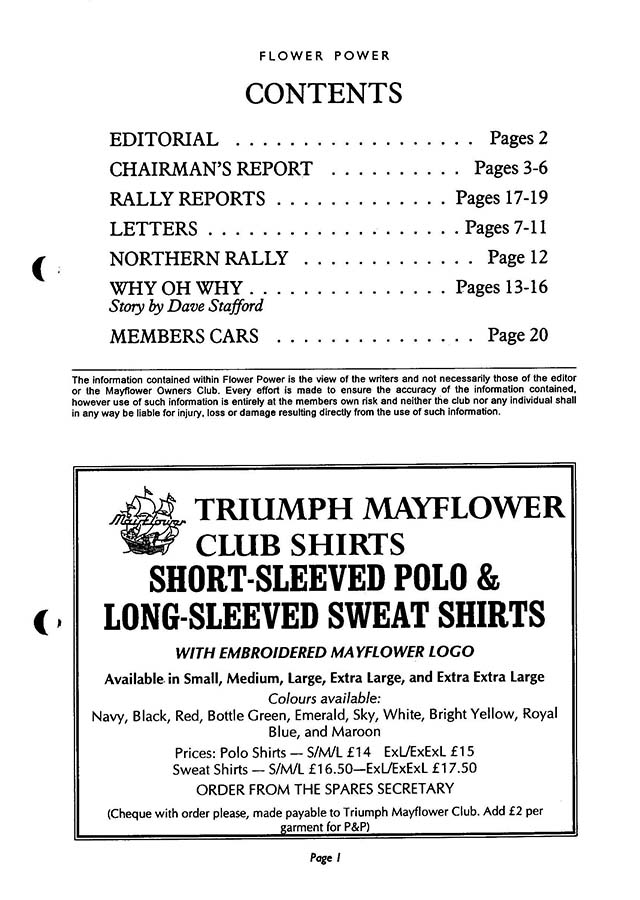 FLOWER POWER
CONTENTS
EDITORIAL . . . . . . . . . . . . . . . . . . Pages 2
CHAIRMAN'S REPORT . . . . . . . . . . Pages 3-6
RALLY REPORTS . . . . . . . . . . . . . Pages 17-19
LETTERS . . . . . . . . . . . . . . . . . . . Pages 7-11
NORTHERN RALLY . . . . . . . . . . . . . Page 12
WHY OH WHY . . . . . . . . . . . . . . . Pages 13-16
Story by Dave Stafford
MEMBERS CARS . . . . . . . . . . . . . . . Page 20
The information contained within Flower Power is the view of the writers and not necessarily those of the editor
or the Mayflower Owners Club. Every effort is made to ensure the accuracy of the information contained,
however use of such information is entirely at the members own risk and neither the club nor any individual shall
in any way be liable for injury, loss or damage resulting directly from the use of such information.
Mayflower
TRIUMPH MAYFLOWER
CLUB SHIRTS
SHORT-SLEEVED POLO &
LONG-SLEEVED SWEAT SHIRTS
WITH EMBROIDERED MAYFLOWER LOGO
Available in Small, Medium, Large, Extra Large, and Extra Extra Large
Colours available:
Navy, Black, Red, Bottle Green, Emerald, Sky, White, Bright Yellow, Royal
Blue, and Maroon
Prices: Polo Shirts — S/M/L £14 ExL/ExExL £15
Sweat Shirts — S/M/L £16.50—ExL/ExExL £17.50
ORDER FROM THE SPARES SECRETARY
(Cheque with order please, made payable to Triumph Mayflower Club. Add £2 per
garment for P&P)
Page 1